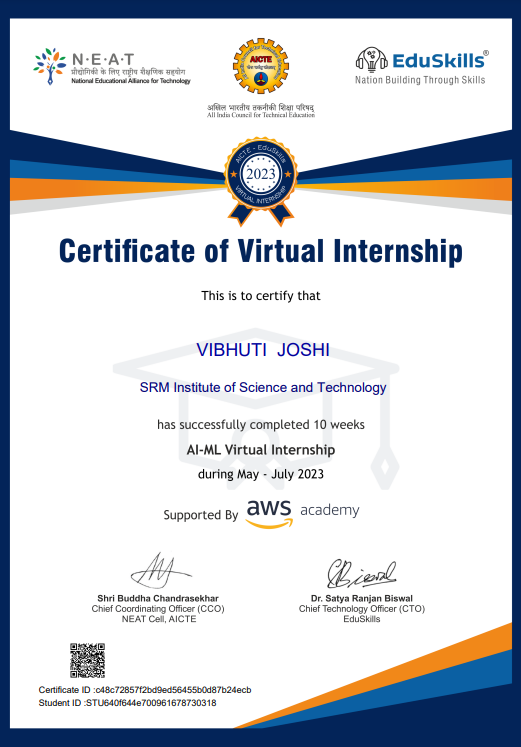 N·E·A·T
प्रौद्योगिकी के लिए राष्ट्रीय शैक्षणिक सहयोग
National Educational Alliance for Technology
AICTE
अखिल भारतीय तकनीकी शिक्षा परिषद्
All India Council for Technical Education
EduSkills®
Nation Building Through Skills
AICTE - EduSkills
2023
VIRTUAL INTERNSHIP
Certificate of Virtual Internship
This is to certify that
VIBHUTI JOSHI
SRM Institute of Science and Technology
has successfully completed 10 weeks
AI-ML Virtual Internship
during May - July 2023
Supported By aws academy
Shri Buddha Chandrasekhar
Chief Coordinating Officer (CCO)
NEAT Cell, AICTE
Dr. Satya Ranjan Biswal
Chief Technology Officer (CTO)
EduSkills
Certificate ID :c48c72857f2bd9ed56455b0d87b24ecb
Student ID :STU640f644e700961678730318